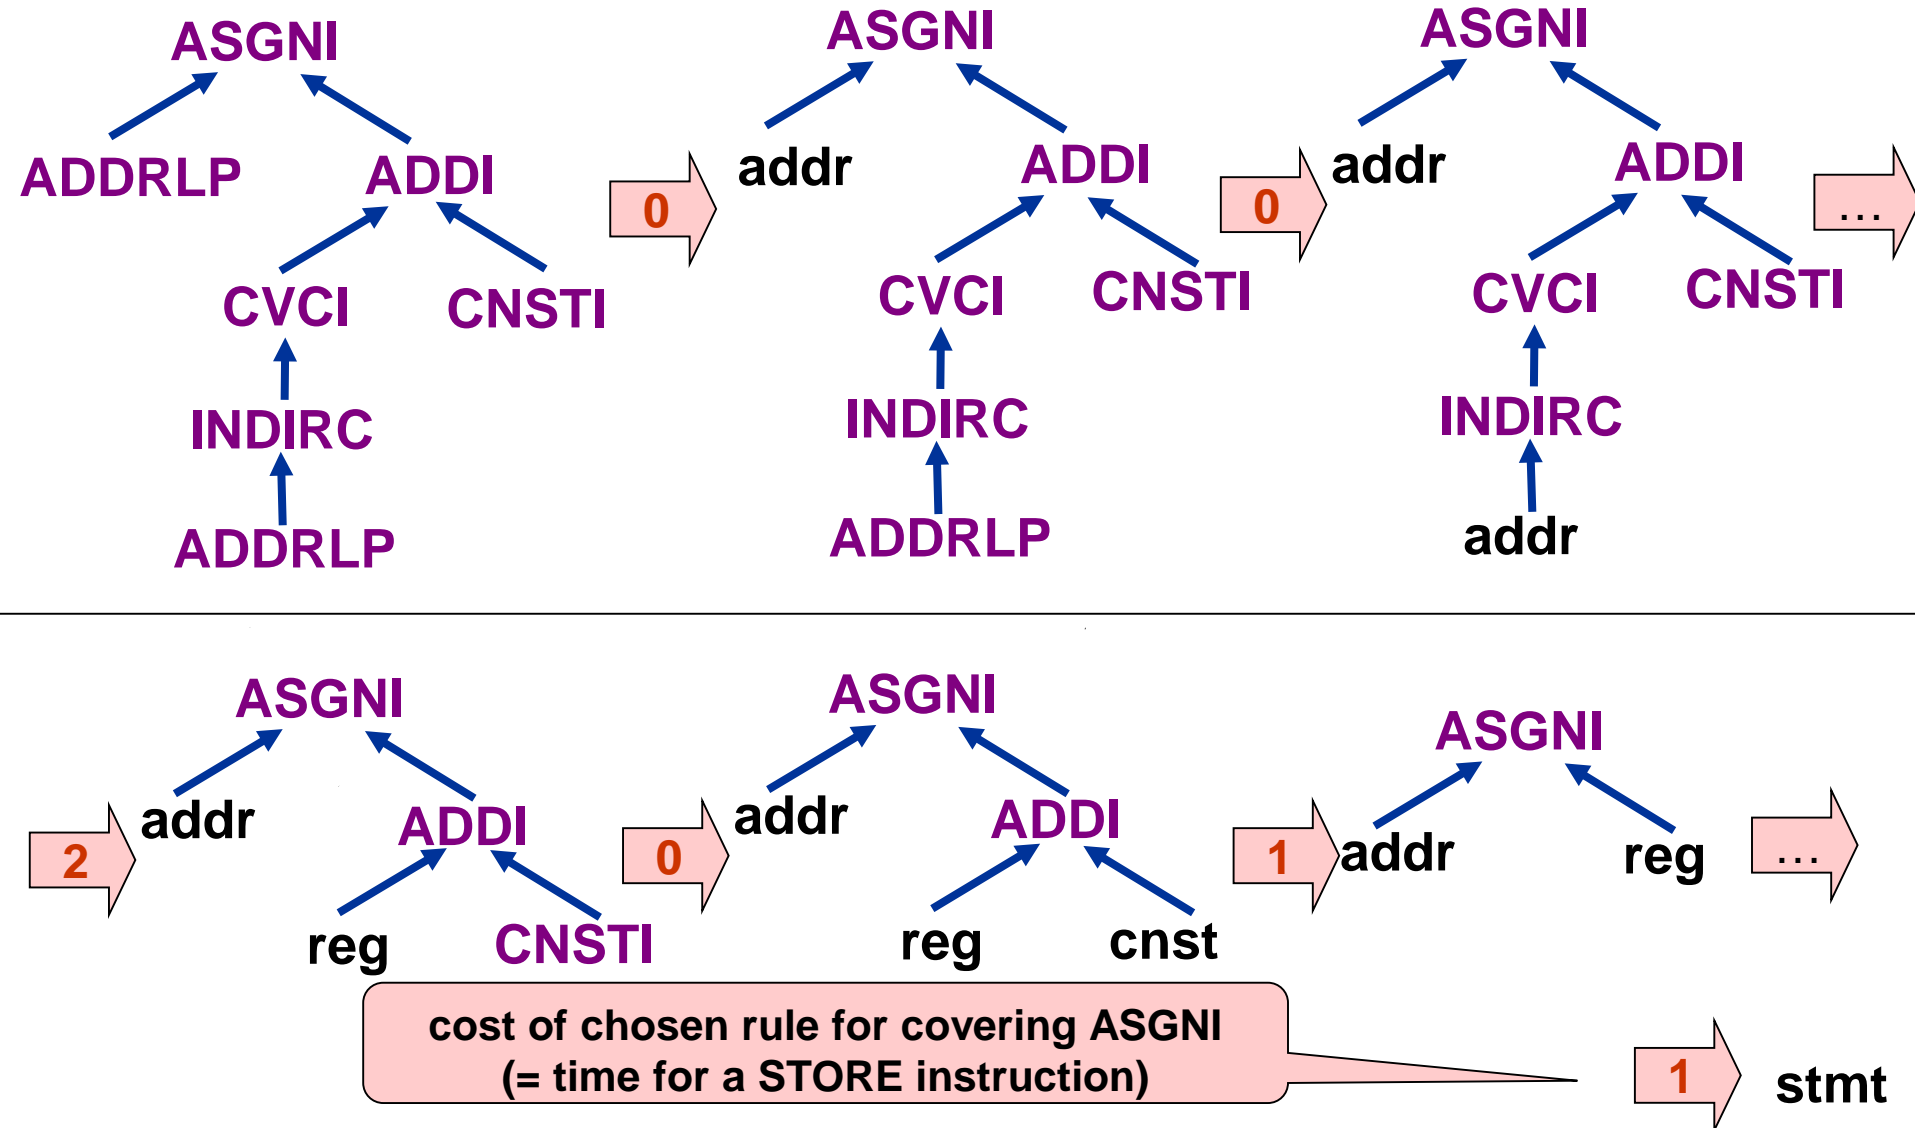 ASGNI
ADDRLP
ADDI
CVCI
CNSTI
INDIRC
ADDRLP
0
ASGNI
addr
ADDI
CVCI
CNSTI
INDIRC
ADDRLP
0
ASGNI
addr
ADDI
CVCI
CNSTI
INDIRC
addr
...
2
ASGNI
addr
ADDI
reg
CNSTI
0
ASGNI
addr
ADDI
reg
cnst
1
ASGNI
addr
reg
...
cost of chosen rule for covering ASGNI
(= time for a STORE instruction)
1
stmt